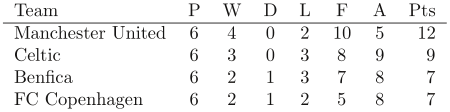 Team P W D L F A Pts
Manchester United 6 4 0 2 10 5 12
Celtic 6 3 0 3 8 9 9
Benfica 6 2 1 3 7 8 7
FC Copenhagen 6 2 1 2 5 8 7